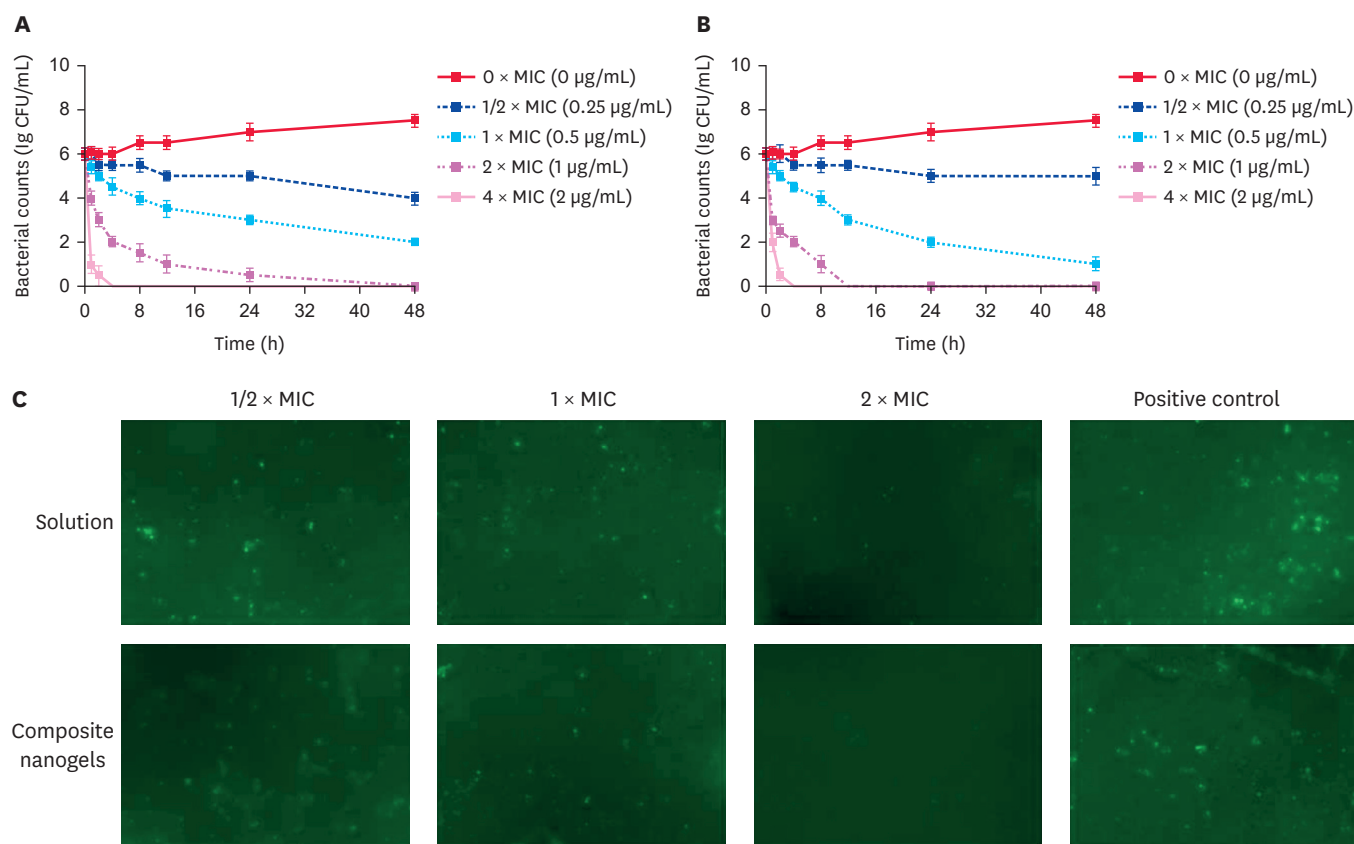 A
Bacterial counts (lg CFU/mL)
10
8
6
4
2
0
0 8 16 24 32 40 48
Time (h)
0 × MIC (0 µg/mL)
1/2 × MIC (0.25 µg/mL)
1 × MIC (0.5 µg/mL)
2 × MIC (1 µg/mL)
4 × MIC (2 µg/mL)
B
Bacterial counts (lg CFU/mL)
10
8
6
4
2
0
0 8 16 24 32 40 48
Time (h)
0 × MIC (0 µg/mL)
1/2 × MIC (0.25 µg/mL)
1 × MIC (0.5 µg/mL)
2 × MIC (1 µg/mL)
4 × MIC (2 µg/mL)
C
1/2 × MIC 1 × MIC 2 × MIC Positive control
Solution
Composite
nanogels